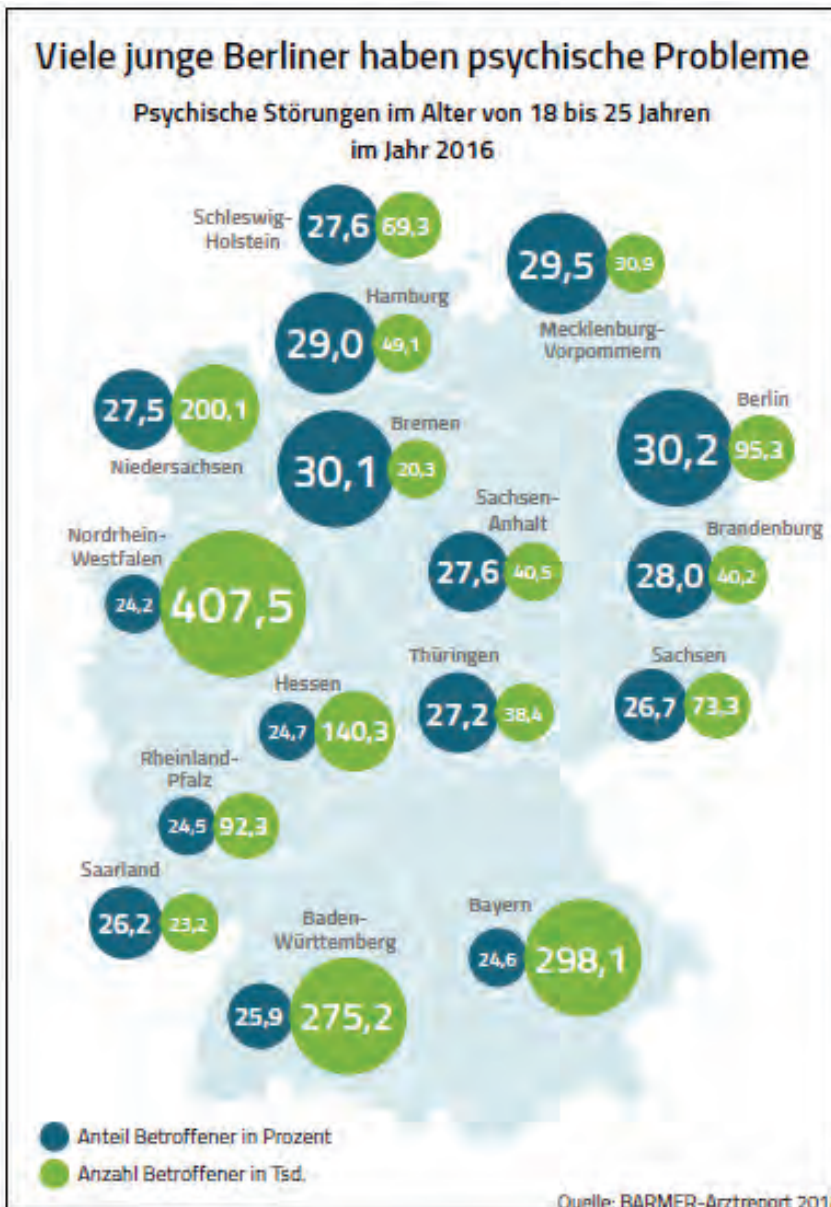 Viele junge Berliner haben psychische Probleme
Psychische Störungen im Alter von 18 bis 25 Jahren
im Jahr 2016
Schleswig-
Holstein
27,6 69,3
29,5 30,9
Mecklenburg-
Vorpommern
Hamburg
29,0 49,1
27,5 200,1
Niedersachsen
Bremen
30,1 20,3
Berlin
30,2 95,3
Nordrhein-
Westfalen
24,2 407,5
Sachsen-
Anhalt
27,6 40,5
Brandenburg
28,0 40,2
Hessen
24,7 140,3
Thüringen
27,2 38,4
Sachsen
26,7 73,3
Rheinland-
Pfalz
24,5 92,3
Saarland
26,2 23,2
Baden-
Württemberg
25,9 275,2
Bayern
24,6 298,1
Anteil Betroffener in Prozent
Anzahl Betroffener in Tsd.
Quelle: BARMER-Arztreport